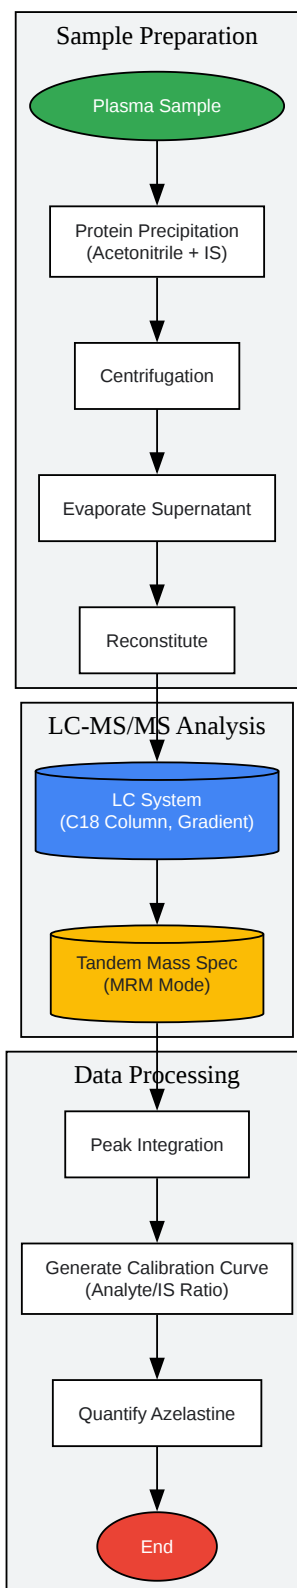 Sample Preparation
Plasma Sample
Protein Precipitation
(Acetonitrile + IS)
Centrifugation
Evaporate Supernatant
Reconstitute
LC-MS/MS Analysis
LC System
(C18 Column, Gradient)
Tandem Mass Spec
(MRM Mode)
Data Processing
Peak Integration
Generate Calibration Curve
(Analyte/IS Ratio)
Quantify Azelastine
End